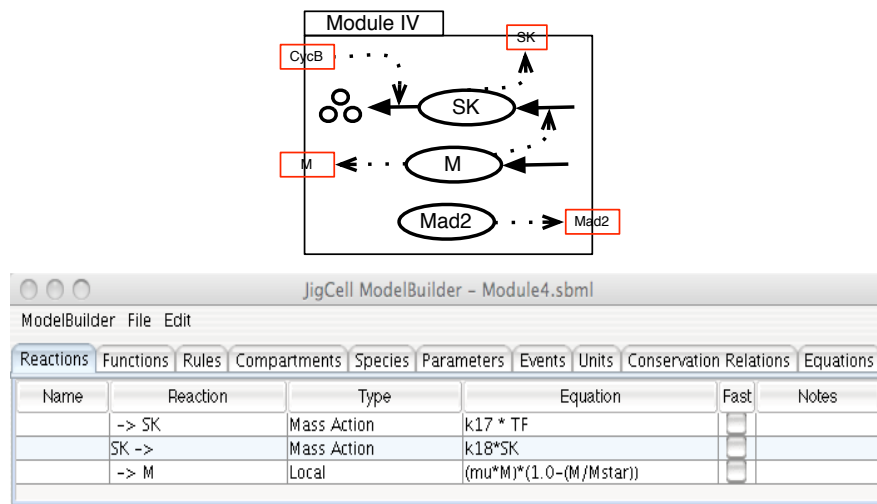 Module IV
SK
CycB
SK
M
M
Mad2
Mad2
JigCell ModelBuilder – Module4.sbml
ModelBuilder File Edit
Reactions Functions Rules Compartments Species Parameters Events Units Conservation Relations Equations
Name Reaction Type Equation Fast Notes
-> SK Mass Action k17 * TF
SK -> Mass Action k18*SK
-> M Local (mu*M)*(1.0-(M/Mstar))